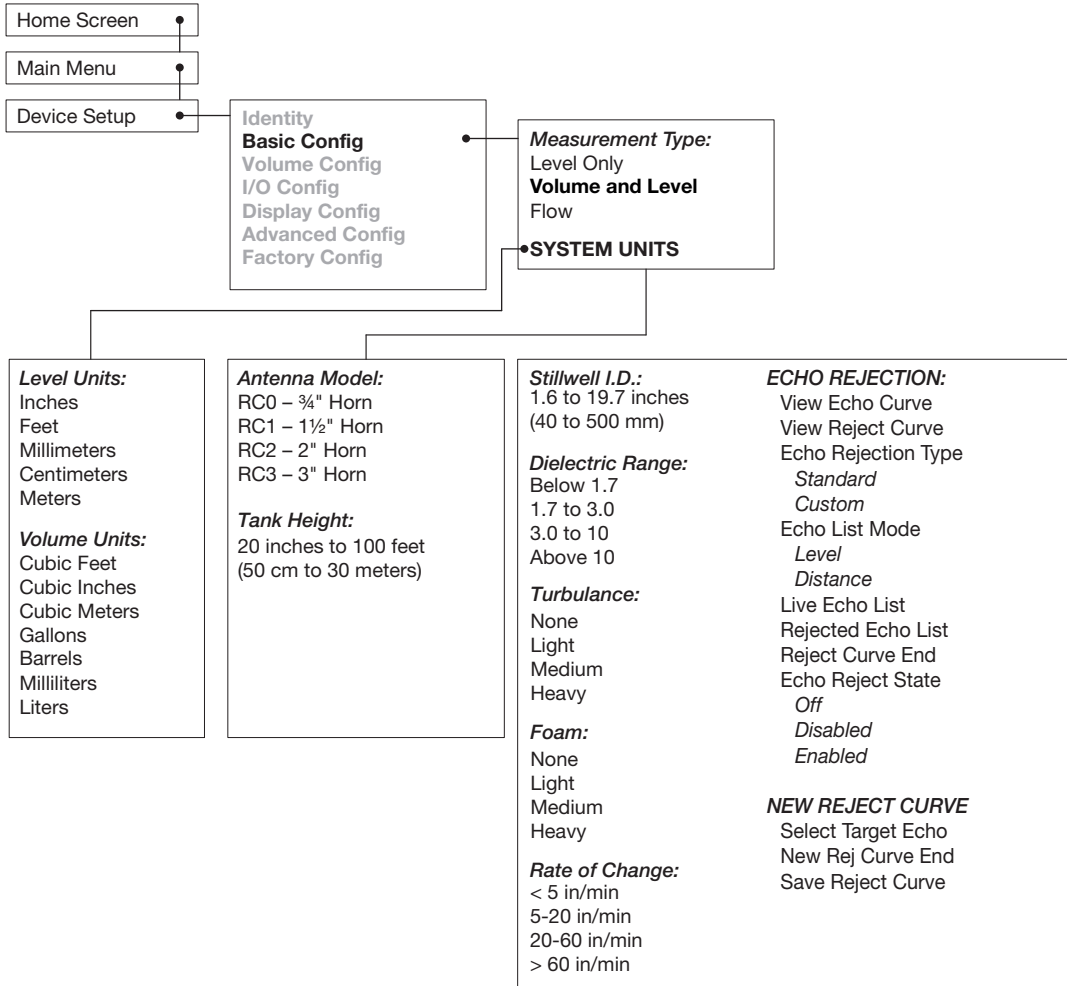 Home Screen
Main Menu
Device Setup
Identity
Basic Config
Volume Config
I/O Config
Display Config
Advanced Config
Factory Config
Measurement Type:
Level Only
Volume and Level
Flow
SYSTEM UNITS
Level Units:
Inches
Feet
Millimeters
Centimeters
Meters
Volume Units:
Cubic Feet
Cubic Inches
Cubic Meters
Gallons
Barrels
Milliliters
Liters
Antenna Model:
RC0 – ¾" Horn
RC1 – 1½" Horn
RC2 – 2" Horn
RC3 – 3" Horn
Tank Height:
20 inches to 100 feet
(50 cm to 30 meters)
Stillwell I.D.:
1.6 to 19.7 inches
(40 to 500 mm)
Dielectric Range:
Below 1.7
1.7 to 3.0
3.0 to 10
Above 10
Turbulance:
None
Light
Medium
Heavy
Foam:
None
Light
Medium
Heavy
Rate of Change:
< 5 in/min
5-20 in/min
20-60 in/min
> 60 in/min
ECHO REJECTION:
View Echo Curve
View Reject Curve
Echo Rejection Type
Standard
Custom
Echo List Mode
Level
Distance
Live Echo List
Rejected Echo List
Reject Curve End
Echo Reject State
Off
Disabled
Enabled
NEW REJECT CURVE
Select Target Echo
New Rej Curve End
Save Reject Curve